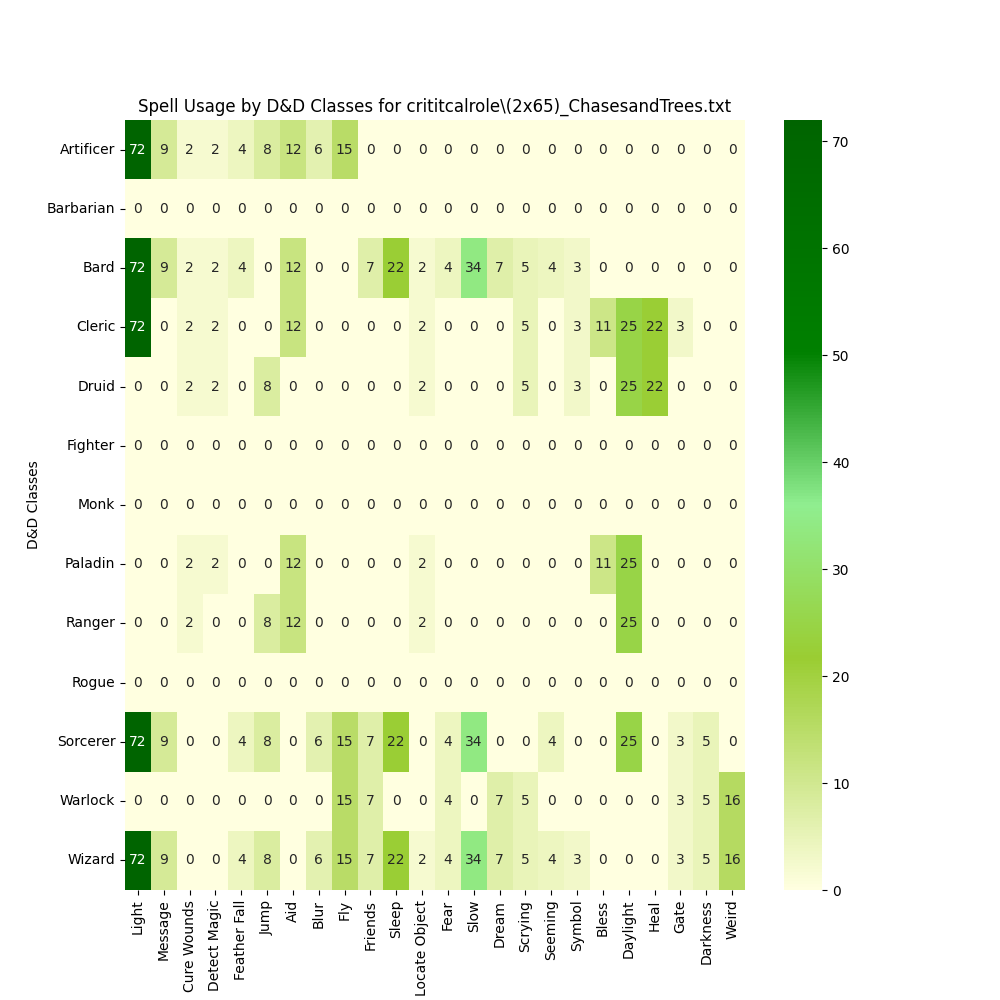 Spell Usage by D&D Classes for crititcalrole\(2x65)_ChasesandTrees.txt
D&D Classes
Artificer 72 9 2 2 4 8 12 6 15 0 0 0 0 0 0 0 0 0 0 0 0 0 0 0
Barbarian 0 0 0 0 0 0 0 0 0 0 0 0 0 0 0 0 0 0 0 0 0 0 0 0
Bard 72 9 2 2 4 0 12 0 0 7 22 2 4 34 7 5 4 3 0 0 0 0 0 0
Cleric 72 0 2 2 0 0 12 0 0 0 0 2 0 0 0 5 0 3 11 25 22 3 0 0
Druid 0 0 2 2 0 8 0 0 0 0 0 2 0 0 0 5 0 3 0 25 22 0 0 0
Fighter 0 0 0 0 0 0 0 0 0 0 0 0 0 0 0 0 0 0 0 0 0 0 0 0
Monk 0 0 0 0 0 0 0 0 0 0 0 0 0 0 0 0 0 0 0 0 0 0 0 0
Paladin 0 0 2 2 0 0 12 0 0 0 0 2 0 0 0 0 0 0 11 25 0 0 0 0
Ranger 0 0 2 0 0 8 12 0 0 0 0 2 0 0 0 0 0 0 0 25 0 0 0 0
Rogue 0 0 0 0 0 0 0 0 0 0 0 0 0 0 0 0 0 0 0 0 0 0 0 0
Sorcerer 72 9 0 0 4 8 0 6 15 7 22 0 4 34 0 0 4 0 0 25 0 3 5 0
Warlock 0 0 0 0 0 0 0 0 15 7 0 0 4 0 7 5 0 0 0 0 0 3 5 16
Wizard 72 9 0 0 4 8 0 6 15 7 22 2 4 34 7 5 4 3 0 0 0 3 5 16
Light
Message
Cure Wounds
Detect Magic
Feather Fall
Jump
Aid
Blur
Fly
Friends
Sleep
Locate Object
Fear
Slow
Dream
Scrying
Seeming
Symbol
Bless
Daylight
Heal
Gate
Darkness
Weird
70
60
50
40
30
20
10
0